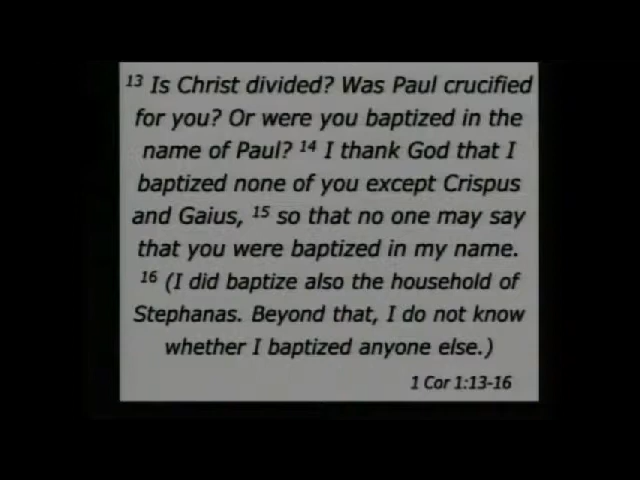 13 Is Christ divided? Was Paul crucified
for you? Or were you baptized in the
name of Paul? 14 I thank God that I
baptized none of you except Crispus
and Gaius, 15 so that no one may say
that you were baptized in my name.
16 (I did baptize also the household of
Stephanas. Beyond that, I do not know
whether I baptized anyone else.)
1 Cor 1:13-16